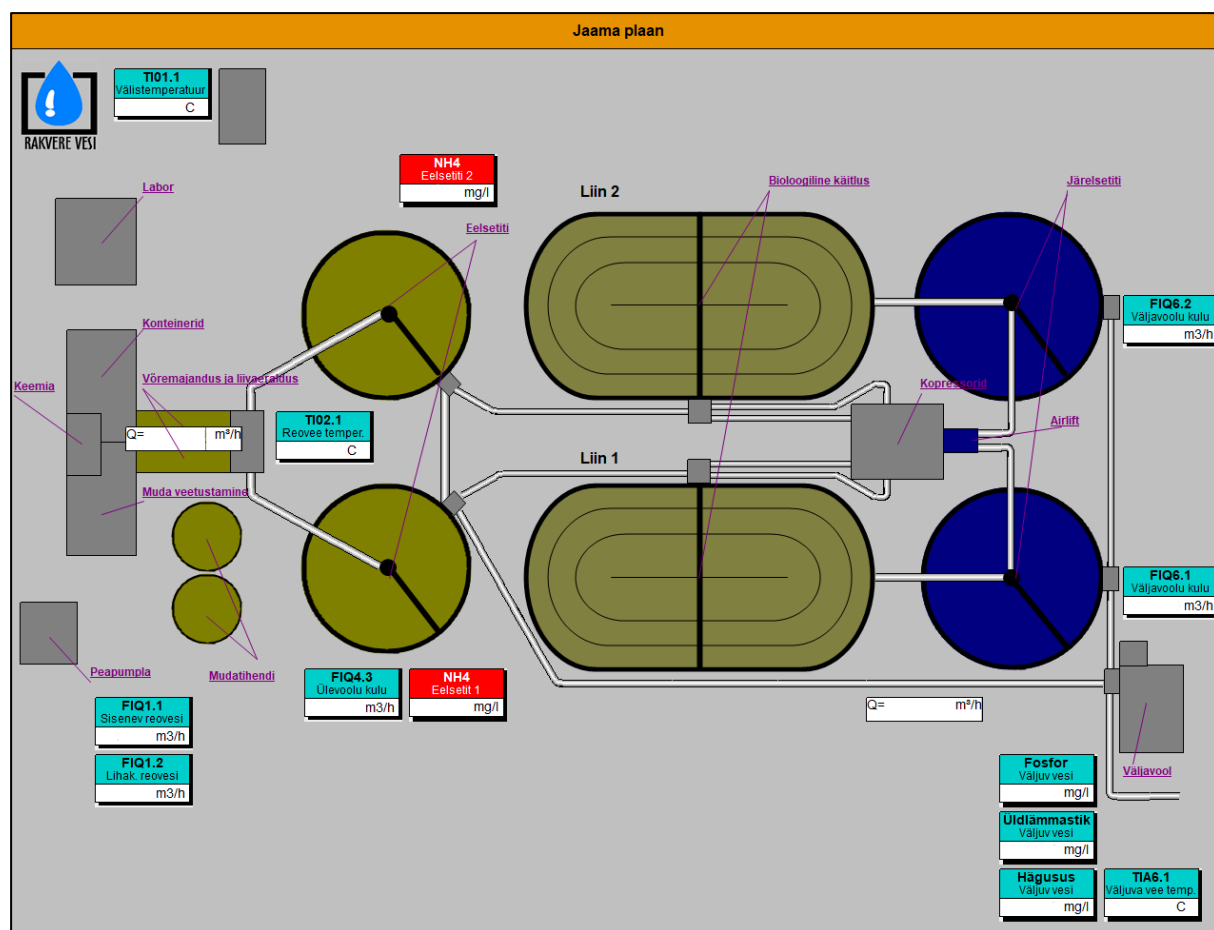 Jaama plaan
RAKVERE VESI
TI01.1
Välistemperatuur
C
NH4
Eelsetiti 2
mg/l
Labor
Liin 2
Bioloogiline käitlus
Järelsetiti
Eelsetiti
Konteinerid
FIQ6.2
Väljavoolu kulu
m3/h
Keemia
Võremajandus ja liivaeraldus
Kopressorid
Q= m³/h
TI02.1
Reovee temper.
C
Airlift
Liin 1
Muda veetustamine
FIQ6.1
Väljavoolu kulu
m3/h
Peapumpla
Mudatihendi
FIQ4.3
Ülevoolu kulu
m3/h
NH4
Eelsetit 1
mg/l
FIQ1.1
Sisenev reovesi
m3/h
Q= m³/h
FIQ1.2
Lihak. reovesi
m3/h
Väljavool
Fosfor
Väljuv vesi
mg/l
Üldlämmastik
Väljuv vesi
mg/l
Hägusus
Väljuv vesi
mg/l
TIA6.1
Väljuva vee temp.
C